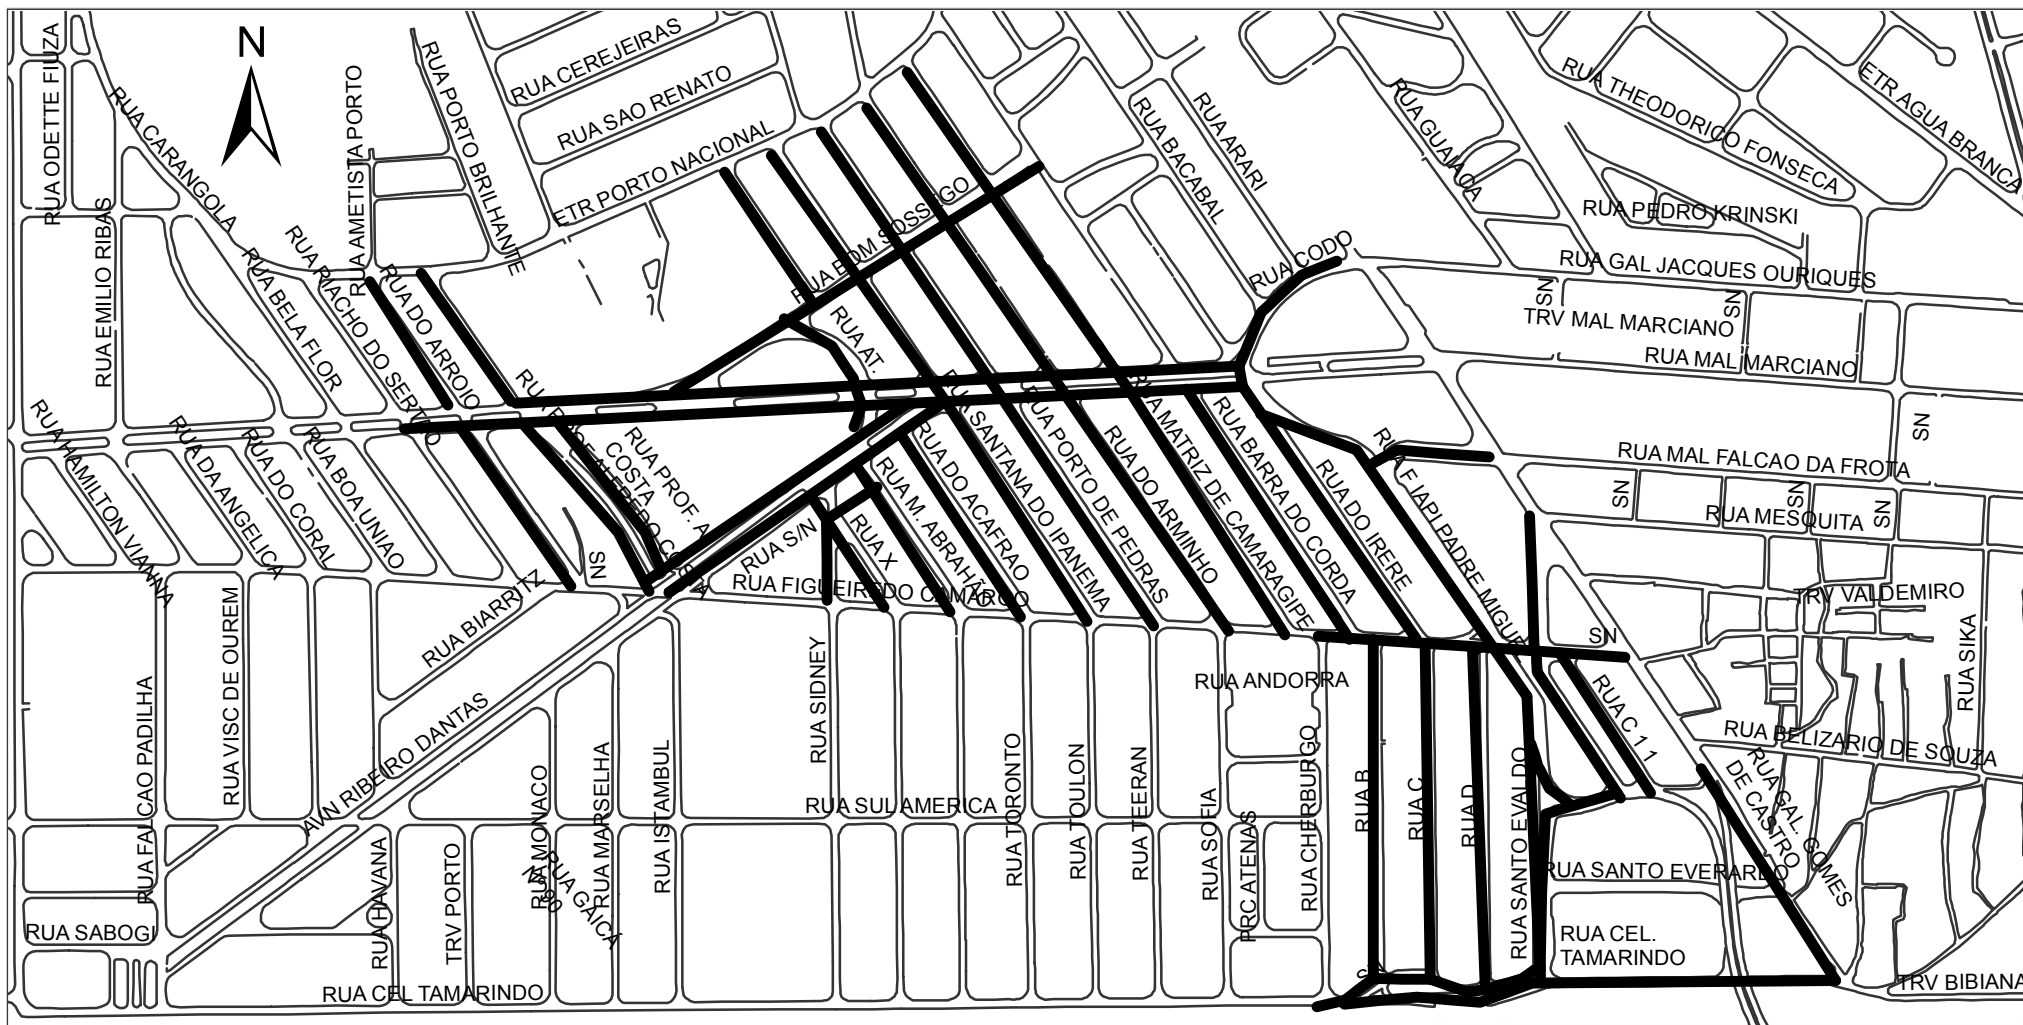 N
RUA ODETTE FIUZA
RUA CARANGOLA
RUA AMETISTA PORTO
RUA PORTO BRILHANTE
RUA CEREJEIRAS
RUA SAO RENATO
ETR PORTO NACIONAL
RUA BOM SOSSEGO
RUA BACABAL
RUA ARARI
RUA GUAIACA
RUA THEODORICO FONSECA
ETR AGUA BRANCA
RUA PEDRO KRINSKI
RUA GAL JACQUES OURIQUES
RUA CODO
SN
SN
TRV MAL MARCIANO
RUA MAL MARCIANO
RUA EMILIO RIBAS
RUA BELA FLOR
RUA RIACHO DO SERTAO
RUA DO ARROIO
RUA AT.
RUA HAMILTON VIANNA
RUA DA ANGELICA
RUA DO CORAL
RUA BOA UNIAO
RUA PROF. A.
COSTA
RUA S/N
RUA X
RUA M. ABRAHÃO
RUA DO ACAFRAO
RUA SANTANA DO IPANEMA
RUA PORTO DE PEDRAS
RUA DO ARMINHO
RUA MATRIZ DE CAMARAGIPE
RUA BARRA DO CORDA
RUA DO IRERE
RUA F IAPI PADRE MIGUEL
SN
RUA MAL FALCAO DA FROTA
SN
SN
SN
RUA MESQUITA
TRV VALDEMIRO
SN
SN
RUA SIKA
RUA BIARRITZ
RUA FIGUEIREDO CAMARGO
RUA SIDNEY
RUA ANDORRA
RUA C 1 1
RUA BELIZARIO DE SOUZA
RUA GAL. GOMES
DE CASTRO
RUA FALCAO PADILHA
RUA VISC DE OUREM
AVN RIBEIRO DANTAS
RUA HAVANA
TRV PORTO
RUA MONACO
RUA GAICÁ
RUA MARSELHA
RUA ISTAMBUL
RUA SUL AMERICA
RUA TORONTO
RUA TOULON
RUA TEERAN
RUA SOFIA
PRC ATENAS
RUA CHERBURGO
RUA B
RUA C
RUA D
RUA SANTO EVALDO
RUA SANTO EVERARDO
RUA CEL.
TAMARINDO
RUA SABOGI
RUA CEL TAMARINDO
TRV BIBIANA